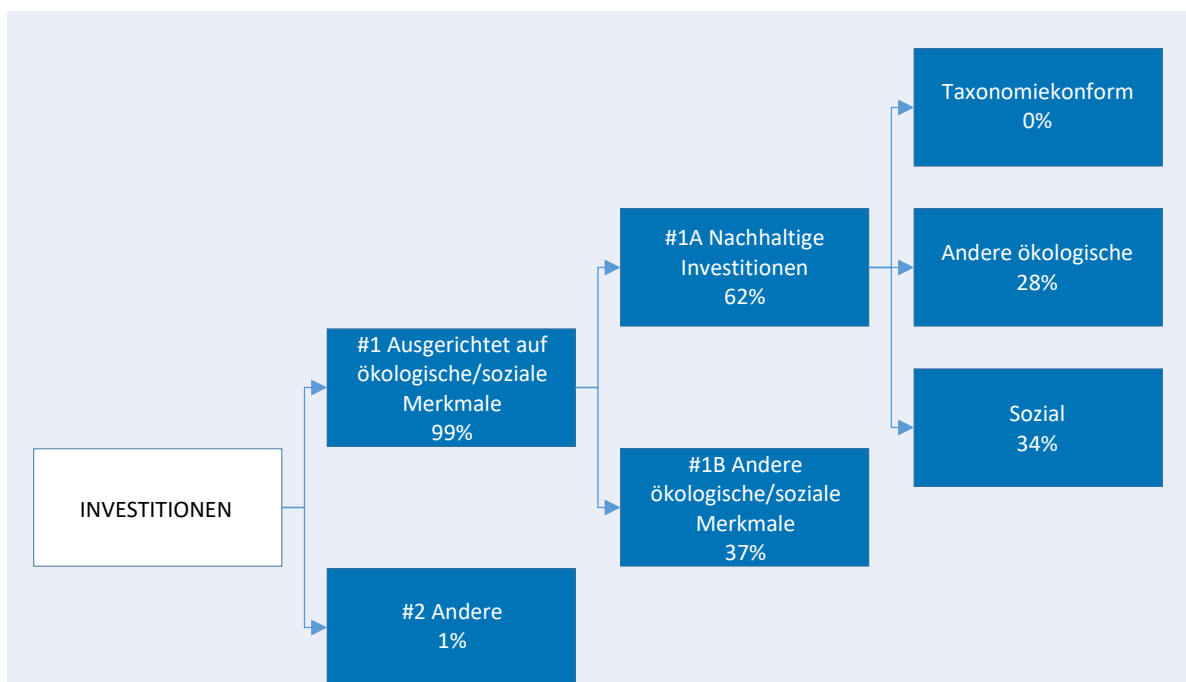 INVESTITIONEN
#1 Ausgerichtet auf
ökologische/soziale
Merkmale
99%
#2 Andere
1%
#1A Nachhaltige
Investitionen
62%
#1B Andere
ökologische/soziale
Merkmale
37%
Taxonomiekonform
0%
Andere ökologische
28%
Sozial
34%